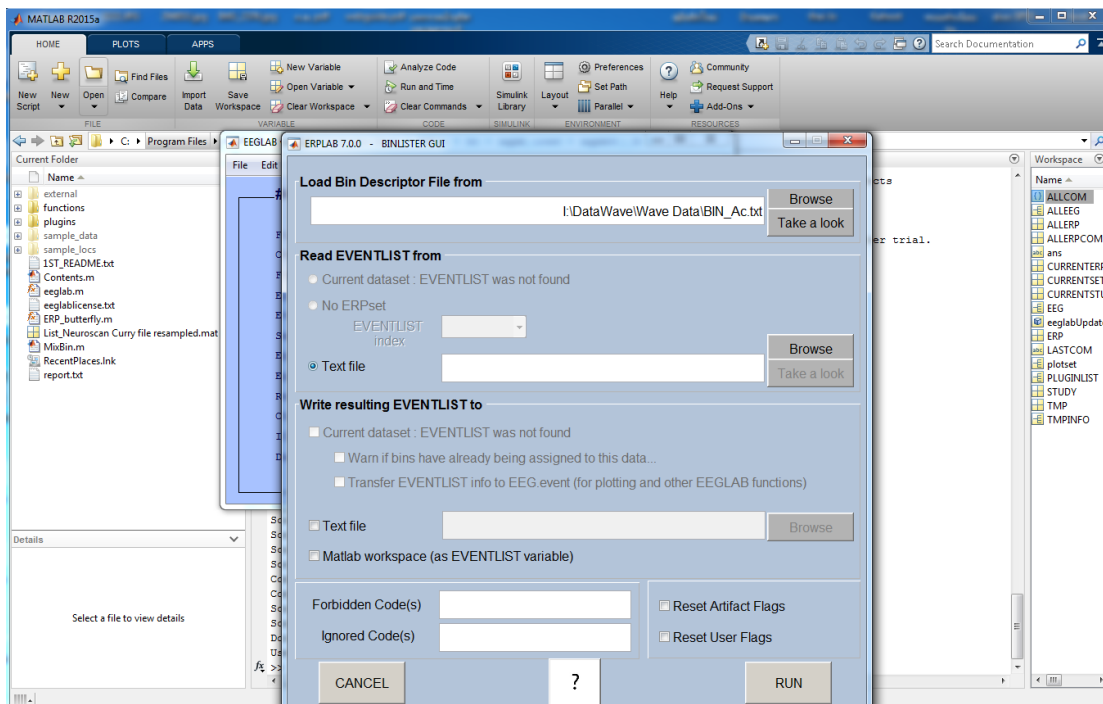 MATLAB R2015a
HOME PLOTS APPS
Search Documentation
New Script
New
Open
Find Files
Compare
Import Data
Save Workspace
New Variable
Open Variable
Clear Workspace
Analyze Code
Run and Time
Clear Commands
Simulink Library
Layout
Preferences
Set Path
Parallel
Help
Community
Request Support
Add-Ons
FILE VARIABLE CODE SIMULINK ENVIRONMENT RESOURCES
C: Program Files
Current Folder
Name
external
functions
plugins
sample_data
sample_locs
1ST_README.txt
Contents.m
eeglab.m
eeglablicense.txt
ERP_butterfly.m
List_Neuroscan Curry file resampled.mat
MixBin.m
RecentPlaces.lnk
report.txt
Details
Select a file to view details
EEGLAB
File Edit
ERPLAB 7.0.0 - BINLISTER GUI
Load Bin Descriptor File from
I:\DataWave\Wave Data\BIN_Ac.txt
Browse
Take a look
Read EVENTLIST from
Current dataset : EVENTLIST was not found
No ERPset
EVENTLIST index
Text file
Browse
Take a look
Write resulting EVENTLIST to
Current dataset : EVENTLIST was not found
Warn if bins have already being assigned to this data...
Transfer EVENTLIST info to EEG.event (for plotting and other EEGLAB functions)
Text file
Browse
Matlab workspace (as EVENTLIST variable)
Forbidden Code(s)
Ignored Code(s)
Reset Artifact Flags
Reset User Flags
CANCEL ? RUN
cts
er trial.
fx >>
Workspace
Name
ALLCOM
ALLEEG
ALLERP
ALLERPCOM
ans
CURRENTERP
CURRENTSET
CURRENTSTU
EEG
eeglabUpdat
ERP
LASTCOM
plotset
PLUGINLIST
STUDY
TMP
TMPINFO